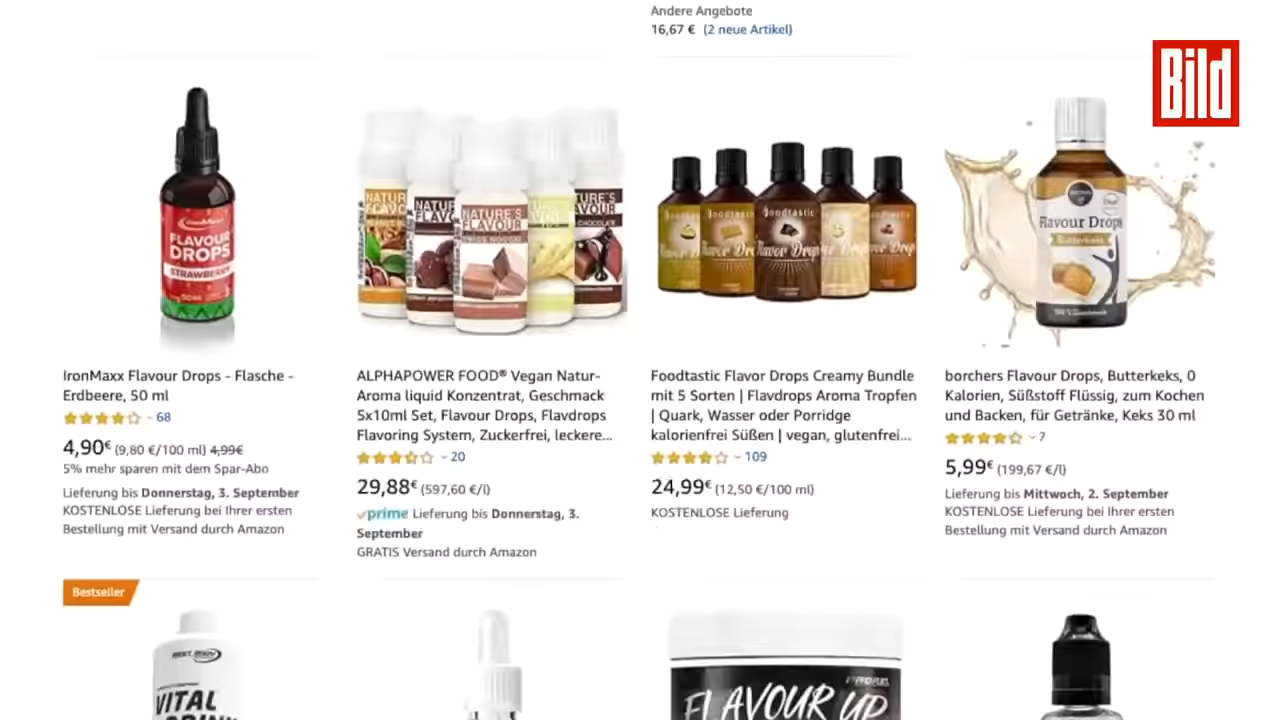 Andere Angebote
16,67 € (2 neue Artikel)
Bild
IronMaxx
FLAVOUR
DROPS
STRAWBERRY
NATURE'S
FLAVOUR
foodtastic
Flavor Drops
Flavour Drops
Butterkeks
IronMaxx Flavour Drops - Flasche -
Erdbeere, 50 ml
- 68
4,90€ (9,80 €/100 ml) 4,99€
5% mehr sparen mit dem Spar-Abo
Lieferung bis Donnerstag, 3. September
KOSTENLOSE Lieferung bei Ihrer ersten
Bestellung mit Versand durch Amazon
ALPHAPOWER FOOD® Vegan Natur-
Aroma liquid Konzentrat, Geschmack
5x10ml Set, Flavour Drops, Flavdrops
Flavoring System, Zuckerfrei, leckere...
- 20
29,88€ (597,60 €/l)
prime Lieferung bis Donnerstag, 3.
September
GRATIS Versand durch Amazon
Foodtastic Flavor Drops Creamy Bundle
mit 5 Sorten | Flavdrops Aroma Tropfen
| Quark, Wasser oder Porridge
kalorienfrei Süßen | vegan, glutenfrei...
- 109
24,99€ (12,50 €/100 ml)
KOSTENLOSE Lieferung
borchers Flavour Drops, Butterkeks, 0
Kalorien, Süßstoff Flüssig, zum Kochen
und Backen, für Getränke, Keks 30 ml
- 7
5,99€ (199,67 €/l)
Lieferung bis Mittwoch, 2. September
KOSTENLOSE Lieferung bei Ihrer ersten
Bestellung mit Versand durch Amazon
Bestseller
BEST BODY
VITAL
DRINK
PROFUEL
FLAVOUR UP